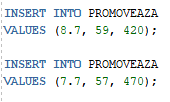 INSERT INTO PROMOVEAZA
VALUES (8.7, 59, 420);
INSERT INTO PROMOVEAZA
VALUES (7.7, 57, 470);